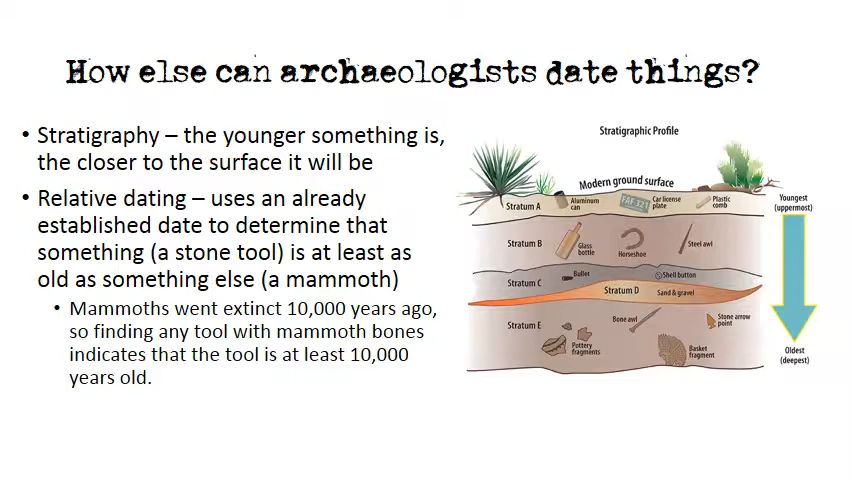 How else can archaeologists date things?
• Stratigraphy – the younger something is,
the closer to the surface it will be
• Relative dating – uses an already
established date to determine that
something (a stone tool) is at least as
old as something else (a mammoth)
• Mammoths went extinct 10,000 years ago,
so finding any tool with mammoth bones
indicates that the tool is at least 10,000
years old.
Stratigraphic Profile
Modern ground surface
Stratum A
Aluminum
can
FAF 321
Car license
plate
Plastic
comb
Stratum B
Glass
bottle
Horseshoe
Steel awl
Stratum C
Bullet
Shell button
Stratum D
Sand & gravel
Stratum E
Pottery
fragments
Bone awl
Basket
fragment
Stone arrow
point
Youngest
(uppermost)
Oldest
(deepest)